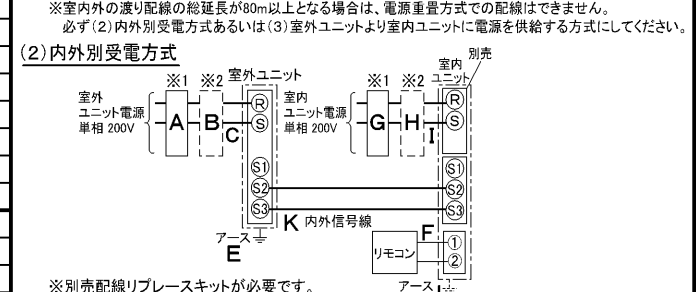 ※室内外の渡り配線の総延長が80m以上となる場合は、電源重畳方式での配線はできません。
必ず(2)内外別受電方式あるいは(3)室外ユニットより室内ユニットに電源を供給する方式にしてください。
(2)内外別受電方式
※1 ※2 室外ユニット
室外
ユニット電源
単相 200V
A B C
R
S
S1
S2
S3
アース
E
※1 ※2 室内
ユニット
別売
室内
ユニット電源
単相 200V
G H I
R
S
S1
S2
S3
K 内外信号線
リモコン
F
1
2
アース
※別売配線リプレースキットが必要です。